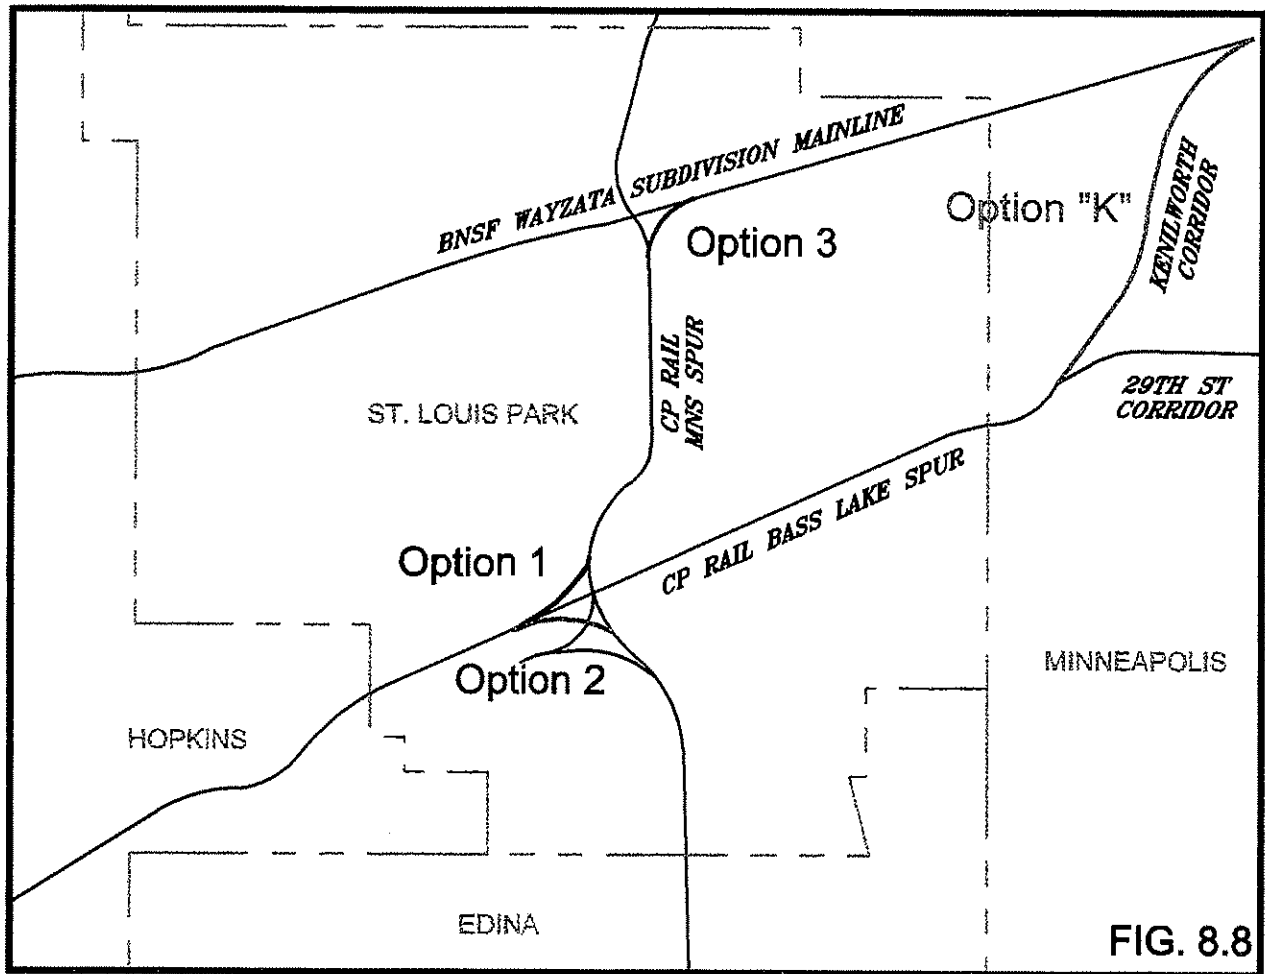 BNSF WAYZATA SUBDIVISION MAINLINE
Option "K"
KENILWORTH
CORRIDOR
Option 3
CP RAIL
MNS SPUR
29TH ST
CORRIDOR
ST. LOUIS PARK
CP RAIL BASS LAKE SPUR
Option 1
Option 2
MINNEAPOLIS
HOPKINS
EDINA
FIG. 8.8